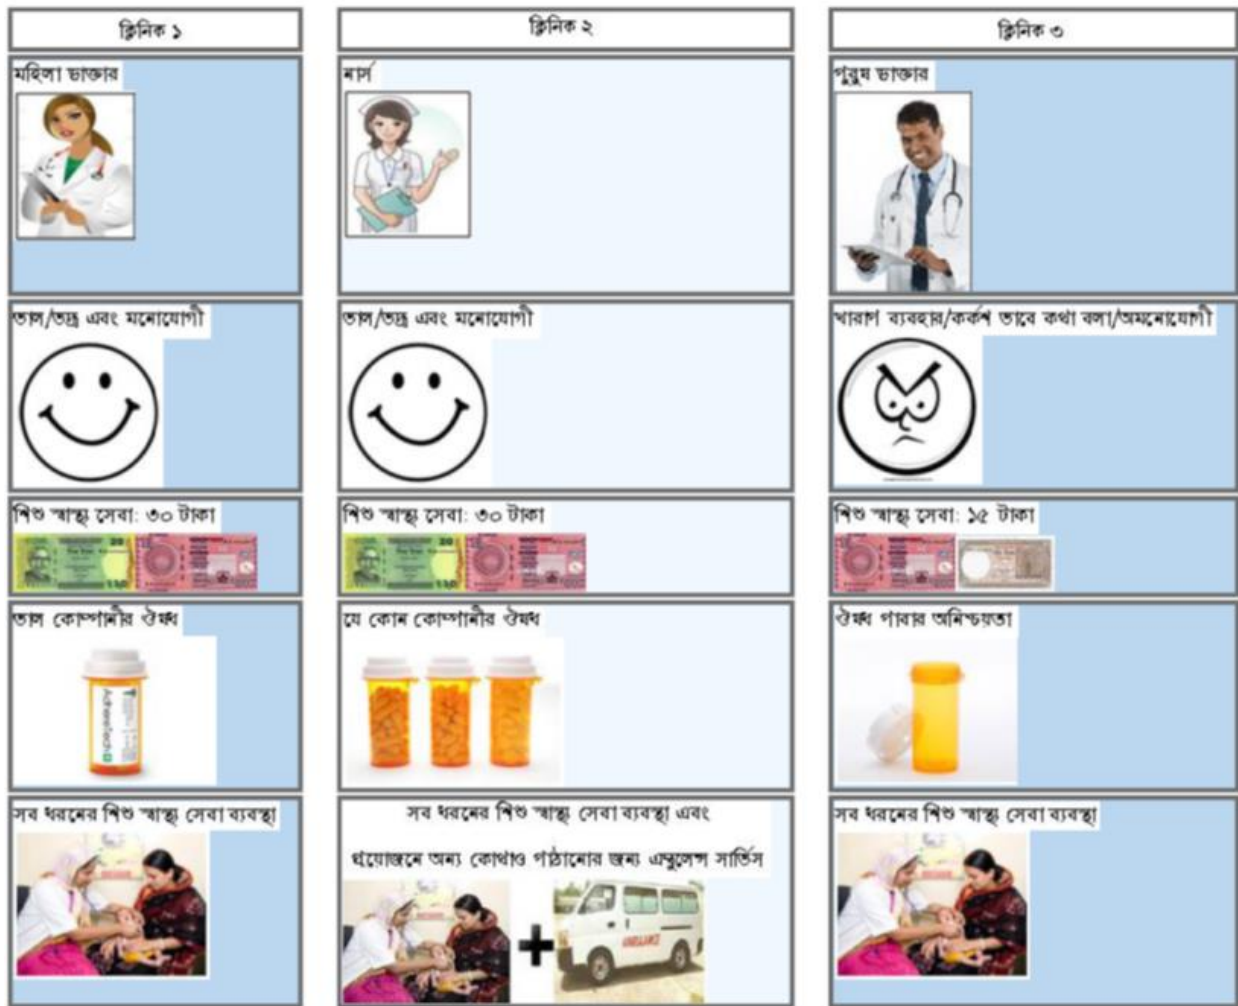 ক্লিনিক ১
ক্লিনিক ২
ক্লিনিক ৩
মহিলা ডাক্তার
নার্স
পুরুষ ডাক্তার
ভাল/ভদ্র এবং মনোযোগী
ভাল/ভদ্র এবং মনোযোগী
খারাপ ব্যবহার/কর্কশ ভাবে কথা বলা/অমনোযোগী
শিশু স্বাস্থ্য সেবা: ৩০ টাকা
শিশু স্বাস্থ্য সেবা: ৩০ টাকা
শিশু স্বাস্থ্য সেবা: ১৫ টাকা
ভাল কোম্পানীর ঔষধ
যে কোন কোম্পানীর ঔষধ
ঔষধ পাবার অনিশ্চয়তা
সব ধরনের শিশু স্বাস্থ্য সেবা ব্যবস্থা
সব ধরনের শিশু স্বাস্থ্য সেবা ব্যবস্থা এবং
প্রয়োজনে অন্য কোথাও পাঠানোর জন্য এম্বুলেন্স সার্ভিস
সব ধরনের শিশু স্বাস্থ্য সেবা ব্যবস্থা
AMBULANCE